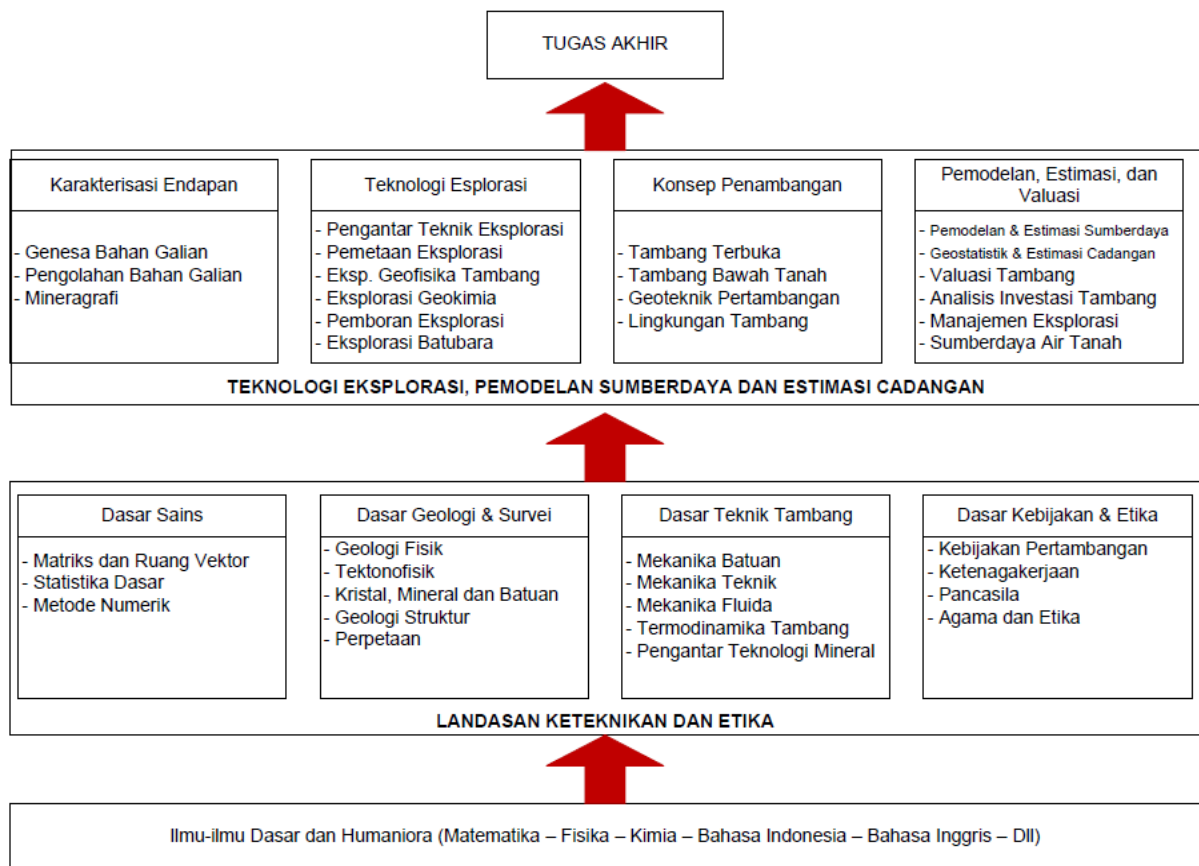 TUGAS AKHIR
Karakterisasi Endapan
- Genesa Bahan Galian
- Pengolahan Bahan Galian
- Mineragrafi
Teknologi Esplorasi
- Pengantar Teknik Eksplorasi
- Pemetaan Eksplorasi
- Eksp. Geofisika Tambang
- Eksplorasi Geokimia
- Pemboran Eksplorasi
- Eksplorasi Batubara
Konsep Penambangan
- Tambang Terbuka
- Tambang Bawah Tanah
- Geoteknik Pertambangan
- Lingkungan Tambang
Pemodelan, Estimasi, dan
Valuasi
- Pemodelan & Estimasi Sumberdaya
- Geostatistik & Estimasi Cadangan
- Valuasi Tambang
- Analisis Investasi Tambang
- Manajemen Eksplorasi
- Sumberdaya Air Tanah
TEKNOLOGI EKSPLORASI, PEMODELAN SUMBERDAYA DAN ESTIMASI CADANGAN
Dasar Sains
- Matriks dan Ruang Vektor
- Statistika Dasar
- Metode Numerik
Dasar Geologi & Survei
- Geologi Fisik
- Tektonofisik
- Kristal, Mineral dan Batuan
- Geologi Struktur
- Perpetaan
Dasar Teknik Tambang
- Mekanika Batuan
- Mekanika Teknik
- Mekanika Fluida
- Termodinamika Tambang
- Pengantar Teknologi Mineral
Dasar Kebijakan & Etika
- Kebijakan Pertambangan
- Ketenagakerjaan
- Pancasila
- Agama dan Etika
LANDASAN KETEKNIKAN DAN ETIKA
Ilmu-ilmu Dasar dan Humaniora (Matematika – Fisika – Kimia – Bahasa Indonesia – Bahasa Inggris – Dll)